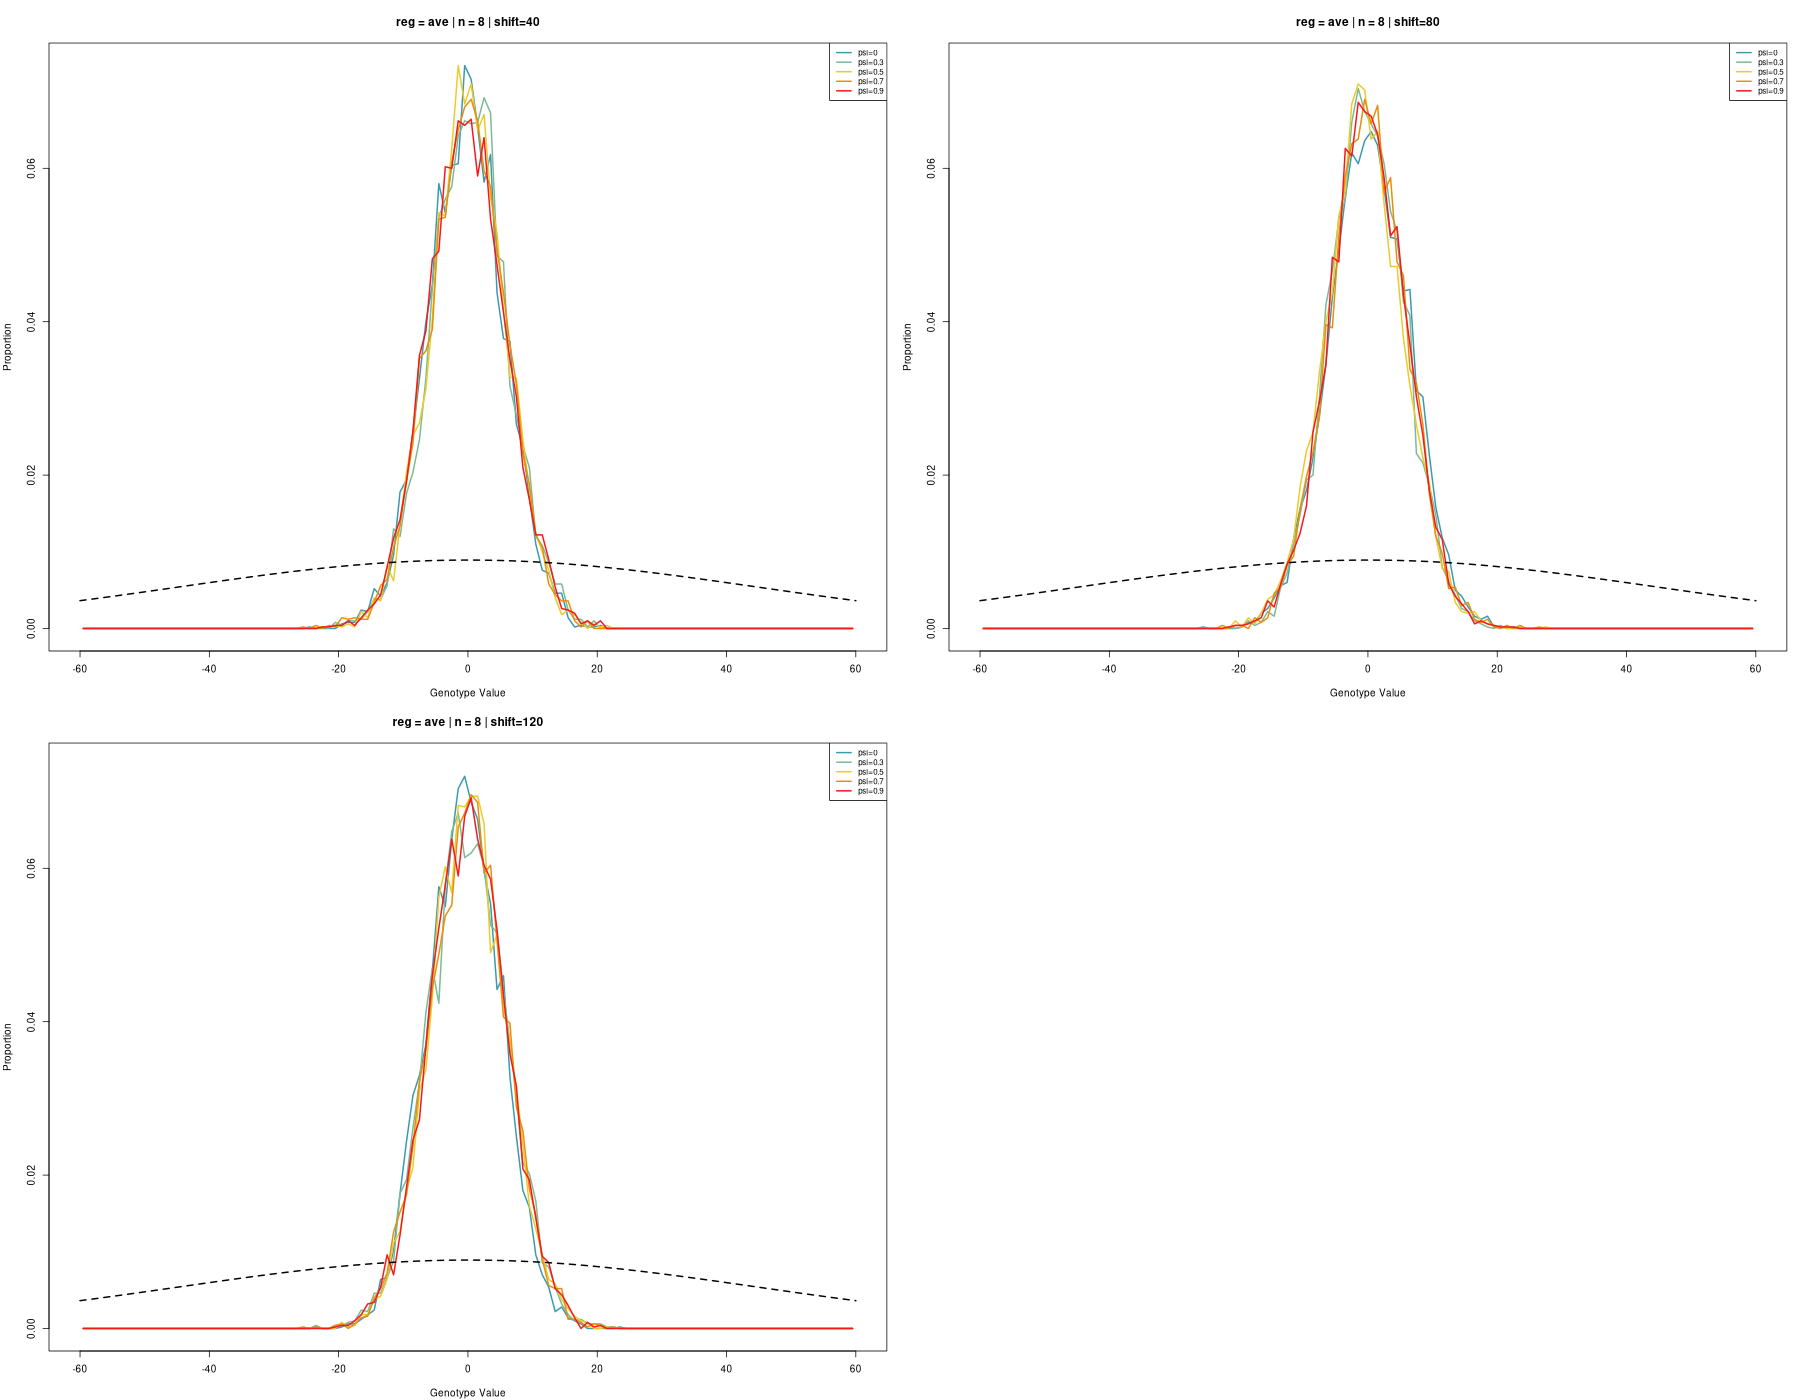 reg = ave | n = 8 | shift=40
psi=0
psi=0.3
psi=0.5
psi=0.7
psi=0.9
Proportion
0.06
0.04
0.02
0.00
-60 -40 -20 0 20 40 60
Genotype Value
reg = ave | n = 8 | shift=80
psi=0
psi=0.3
psi=0.5
psi=0.7
psi=0.9
Proportion
0.06
0.04
0.02
0.00
-60 -40 -20 0 20 40 60
Genotype Value
reg = ave | n = 8 | shift=120
psi=0
psi=0.3
psi=0.5
psi=0.7
psi=0.9
Proportion
0.06
0.04
0.02
0.00
-60 -40 -20 0 20 40 60
Genotype Value